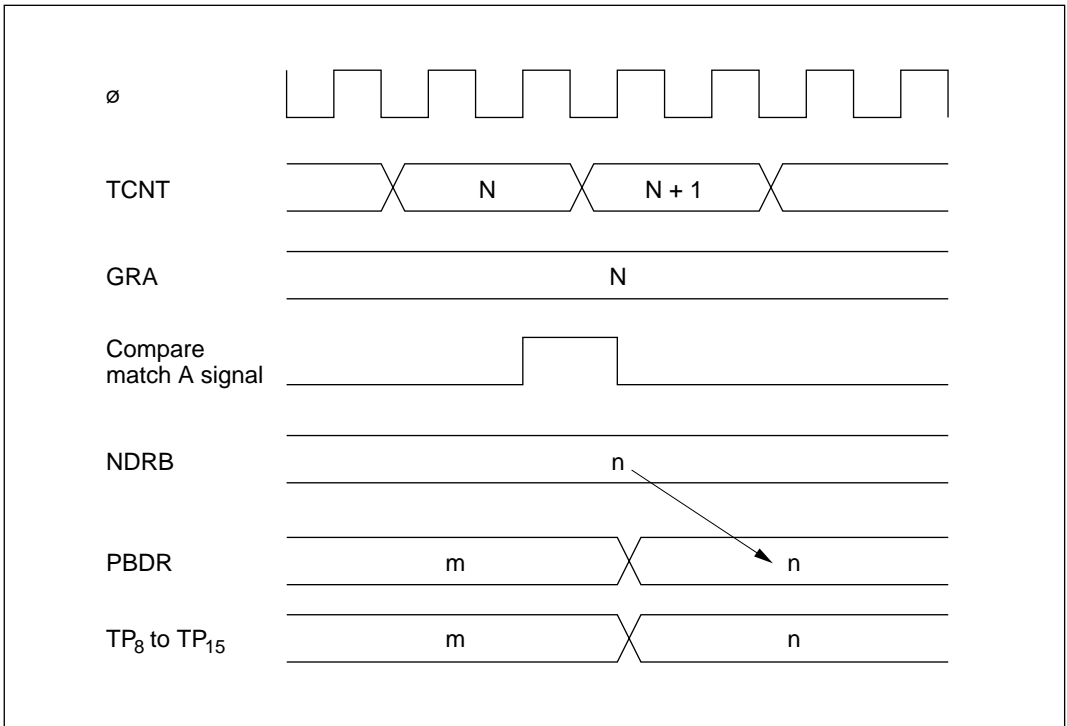 ø
TCNT N N + 1
GRA N
Compare
match A signal
NDRB n
PBDR m n
TP8 to TP15 m n